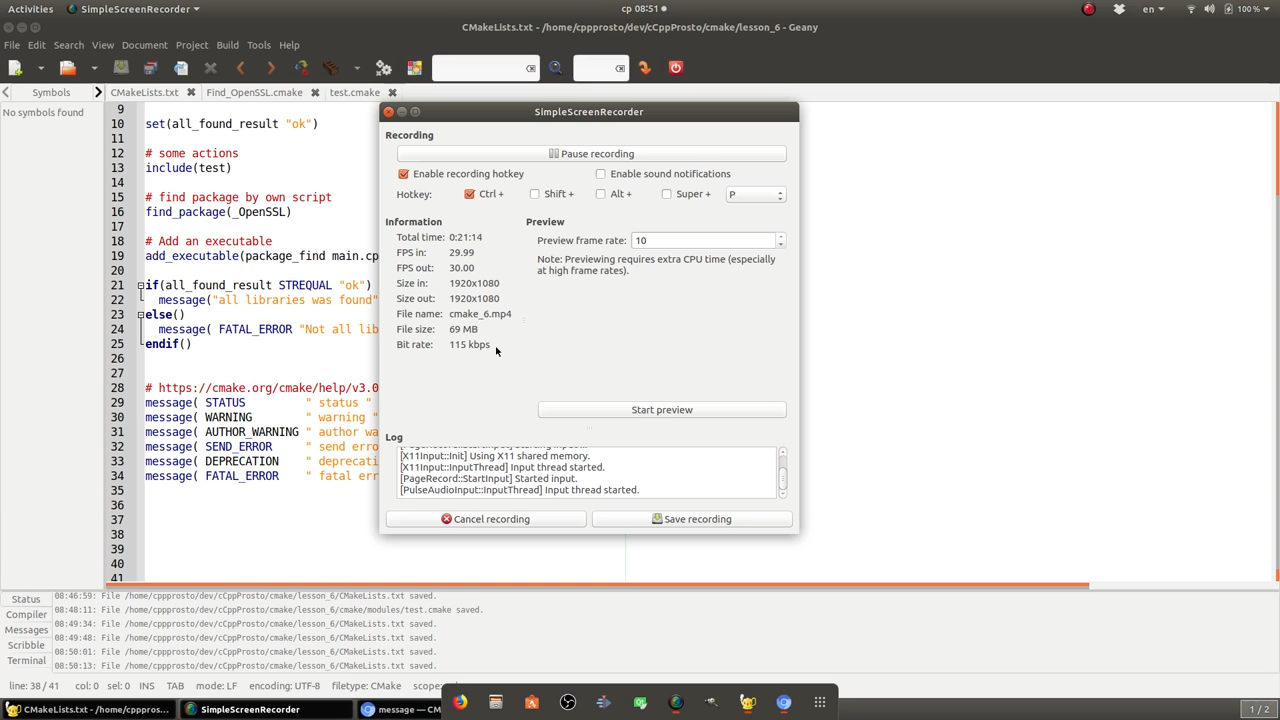 Activities SimpleScreenRecorder ср 08:51 en 100%
CMakeLists.txt - /home/cppprosto/dev/cCppProsto/cmake/lesson_6 - Geany
File Edit Search View Document Project Build Tools Help
Symbols CMakeLists.txt Find_OpenSSL.cmake test.cmake
No symbols found
9
10 set(all_found_result "ok")
11
12 # some actions
13 include(test)
14
15 # find package by own script
16 find_package(_OpenSSL)
17
18 # Add an executable
19 add_executable(package_find main.cp
20
21 if(all_found_result STREQUAL "ok")
22 message("all libraries was found"
23 else()
24 message( FATAL_ERROR "Not all lib
25 endif()
26
27
28 # https://cmake.org/cmake/help/v3.0
29 message( STATUS " status "
30 message( WARNING " warning "
31 message( AUTHOR_WARNING " author wa
32 message( SEND_ERROR " send erro
33 message( DEPRECATION " deprecati
34 message( FATAL_ERROR " fatal err
35
36
37
38
39
40
41
SimpleScreenRecorder
Recording
Pause recording
Enable recording hotkey Enable sound notifications
Hotkey: Ctrl + Shift + Alt + Super + P
Information
Total time: 0:21:14
FPS in: 29.99
FPS out: 30.00
Size in: 1920x1080
Size out: 1920x1080
File name: cmake_6.mp4
File size: 69 MB
Bit rate: 115 kbps
Preview
Preview frame rate: 10
Note: Previewing requires extra CPU time (especially
at high frame rates).
Start preview
Log
[X11Input::Init] Using X11 shared memory.
[X11Input::InputThread] Input thread started.
[PageRecord::StartInput] Started input.
[PulseAudioInput::InputThread] Input thread started.
Cancel recording Save recording
Status
Compiler
Messages
Scribble
Terminal
08:46:59: File /home/cppprosto/dev/cCppProsto/cmake/lesson_6/CMakeLists.txt saved.
08:48:11: File /home/cppprosto/dev/cCppProsto/cmake/lesson_6/cmake/modules/test.cmake saved.
08:49:34: File /home/cppprosto/dev/cCppProsto/cmake/lesson_6/CMakeLists.txt saved.
08:49:48: File /home/cppprosto/dev/cCppProsto/cmake/lesson_6/CMakeLists.txt saved.
08:50:01: File /home/cppprosto/dev/cCppProsto/cmake/lesson_6/CMakeLists.txt saved.
08:50:13: File /home/cppprosto/dev/cCppProsto/cmake/lesson_6/CMakeLists.txt saved.
line: 38 / 41 col: 0 sel: 0 INS TAB mode: LF encoding: UTF-8 filetype: CMake scope:
CMakeLists.txt - /home/cpppros... SimpleScreenRecorder message — CM 1 / 2